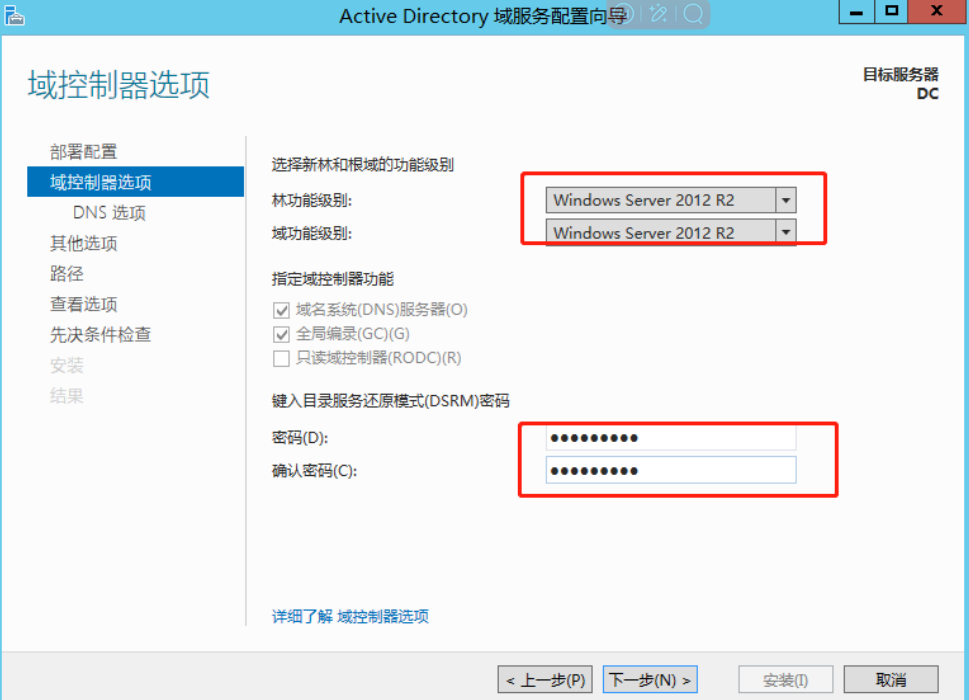 Active Directory 域服务配置向导
域控制器选项
目标服务器
DC
部署配置
域控制器选项
DNS 选项
其他选项
路径
查看选项
先决条件检查
安装
结果
选择新林和根域的功能级别
林功能级别: Windows Server 2012 R2
域功能级别: Windows Server 2012 R2
指定域控制器功能
域名系统(DNS)服务器(O)
全局编录(GC)(G)
只读域控制器(RODC)(R)
键入目录服务还原模式(DSRM)密码
密码(D): ●●●●●●●●●
确认密码(C): ●●●●●●●●●
详细了解 域控制器选项
< 上一步(P) 下一步(N) > 安装(I) 取消